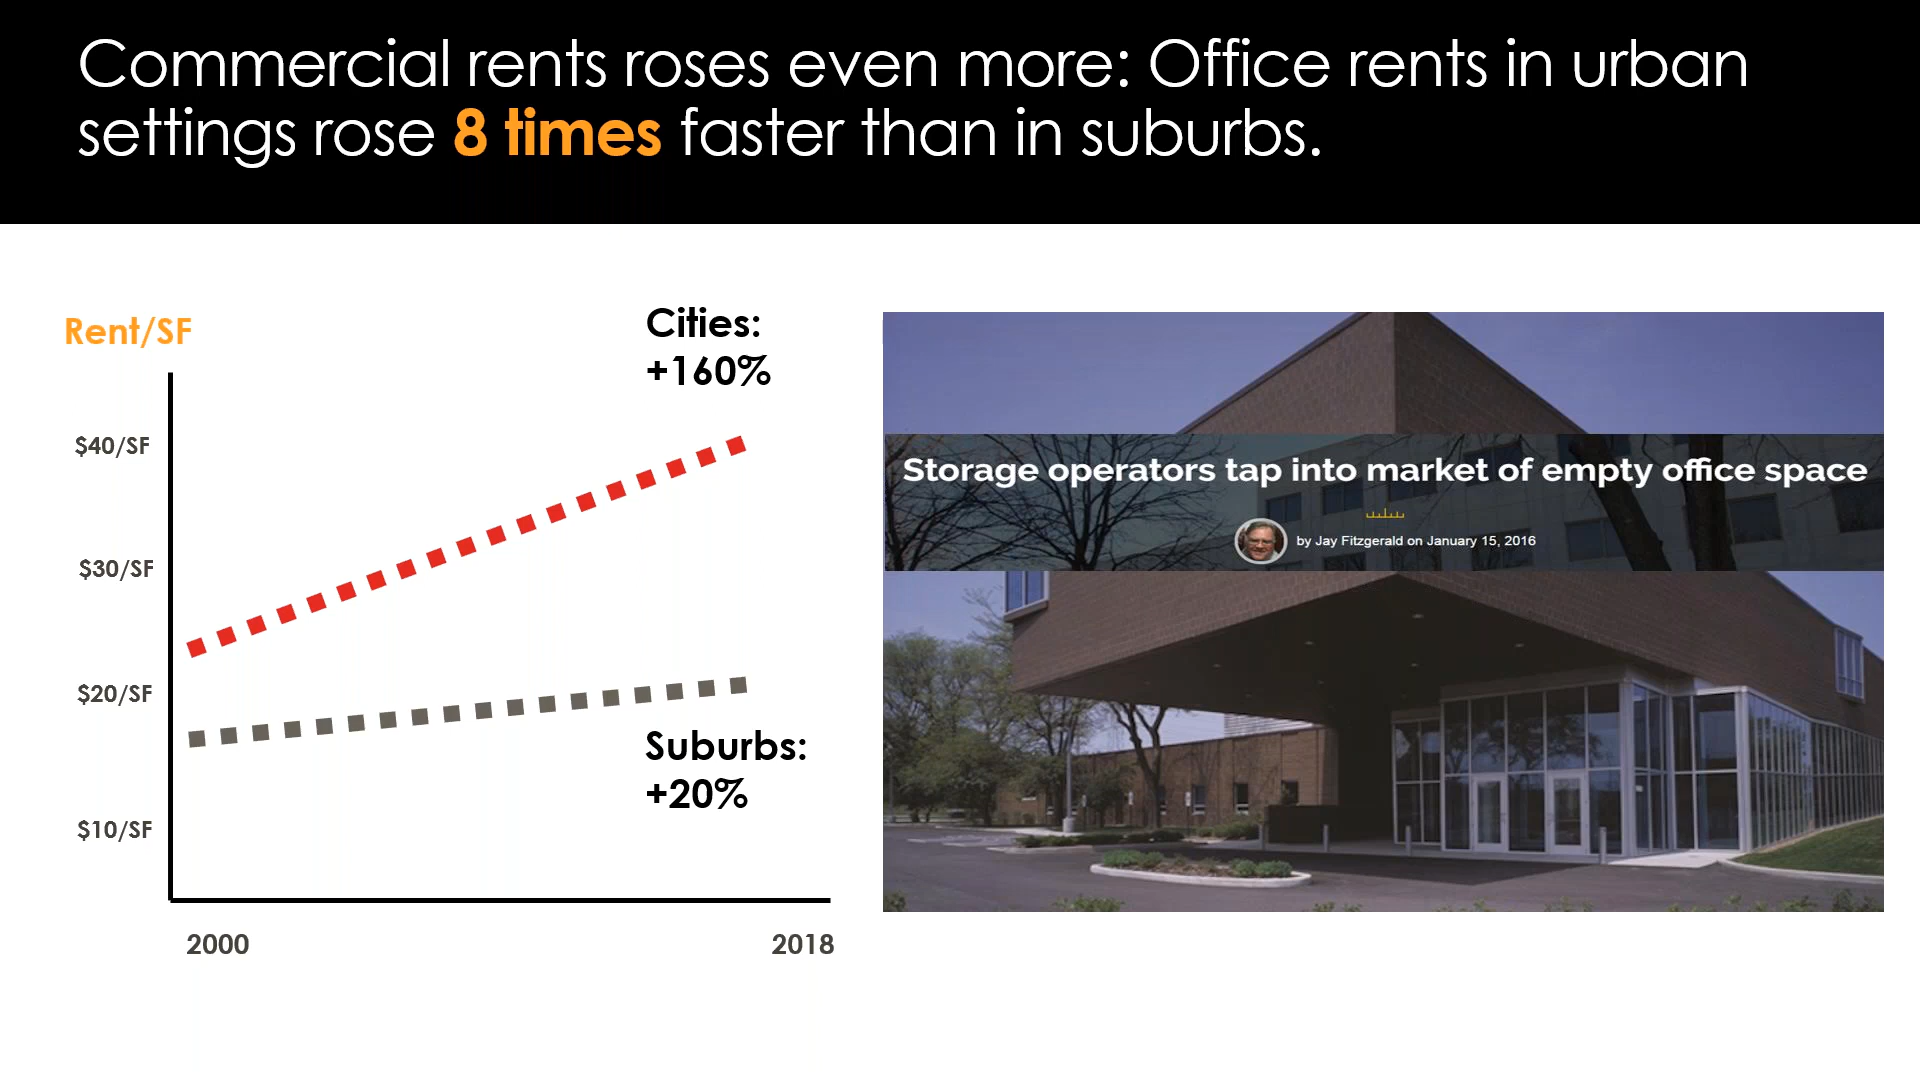 Commercial rents roses even more: Office rents in urban
settings rose 8 times faster than in suburbs.
Rent/SF
Cities:
+160%
$40/SF
$30/SF
$20/SF
$10/SF
Suburbs:
+20%
2000
2018
Storage operators tap into market of empty office space
by Jay Fitzgerald on January 15, 2016